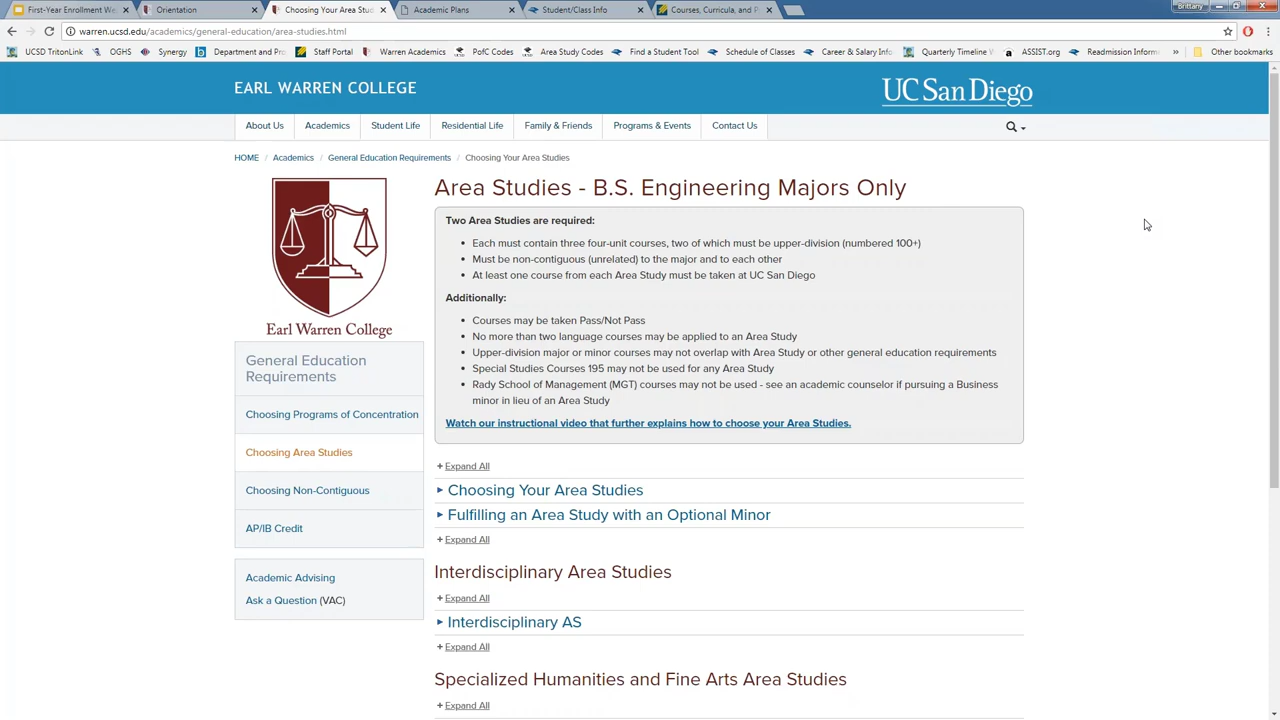 First-Year Enrollment We
Orientation
Choosing Your Area Studi
Academic Plans
Student/Class Info
Courses, Curricula, and P
Brittany
warren.ucsd.edu/academics/general-education/area-studies.html
UCSD TritonLink
OGHS
Synergy
Department and Pro
Staff Portal
Warren Academics
PofC Codes
Area Study Codes
Find a Student Tool
Schedule of Classes
Career & Salary Info
Quarterly Timeline W
ASSIST.org
Readmission Inform
»
Other bookmarks
EARL WARREN COLLEGE
UC San Diego
About Us
Academics
Student Life
Residential Life
Family & Friends
Programs & Events
Contact Us
HOME / Academics / General Education Requirements / Choosing Your Area Studies
Earl Warren College
General Education
Requirements
Choosing Programs of Concentration
Choosing Area Studies
Choosing Non-Contiguous
AP/IB Credit
Academic Advising
Ask a Question (VAC)
Area Studies - B.S. Engineering Majors Only
Two Area Studies are required:
• Each must contain three four-unit courses, two of which must be upper-division (numbered 100+)
• Must be non-contiguous (unrelated) to the major and to each other
• At least one course from each Area Study must be taken at UC San Diego
Additionally:
• Courses may be taken Pass/Not Pass
• No more than two language courses may be applied to an Area Study
• Upper-division major or minor courses may not overlap with Area Study or other general education requirements
• Special Studies Courses 195 may not be used for any Area Study
• Rady School of Management (MGT) courses may not be used - see an academic counselor if pursuing a Business
minor in lieu of an Area Study
Watch our instructional video that further explains how to choose your Area Studies.
+ Expand All
Choosing Your Area Studies
Fulfilling an Area Study with an Optional Minor
+ Expand All
Interdisciplinary Area Studies
+ Expand All
Interdisciplinary AS
+ Expand All
Specialized Humanities and Fine Arts Area Studies
+ Expand All